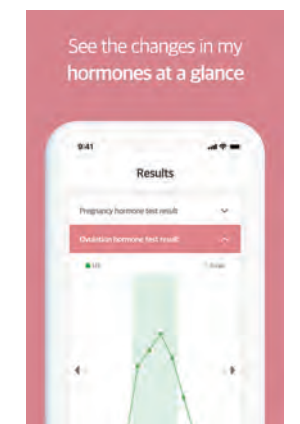 See the changes in my
hormones at a glance
9:41
Results
Pregnancy hormone test result
Ovulation hormone test result